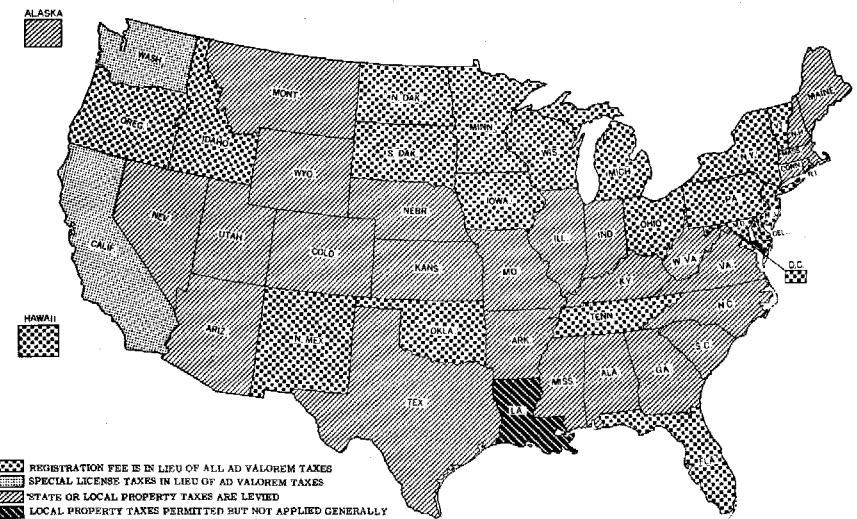 ALASKA
WASH
MONT
N. DAK
MINN
OREG
IDAHO
WYO
S. DAK
WIS
MICH
N.Y.
MAINE
R.I.
NEV
UTAH
COLO
NEBR
IOWA
ILL
IND
OHIO
PA
N.J.
DEL
D.C.
CALIF
KANS
MO
KY
W VA
VA
HAWAII
ARIZ
N. MEX
OKLA
ARK
TENN
N.C.
S.C.
TEX
LA
MISS
ALA
GA
FLA
REGISTRATION FEE IS IN LIEU OF ALL AD VALOREM TAXES
SPECIAL LICENSE TAXES IN LIEU OF AD VALOREM TAXES
STATE OR LOCAL PROPERTY TAXES ARE LEVIED
LOCAL PROPERTY TAXES PERMITTED BUT NOT APPLIED GENERALLY